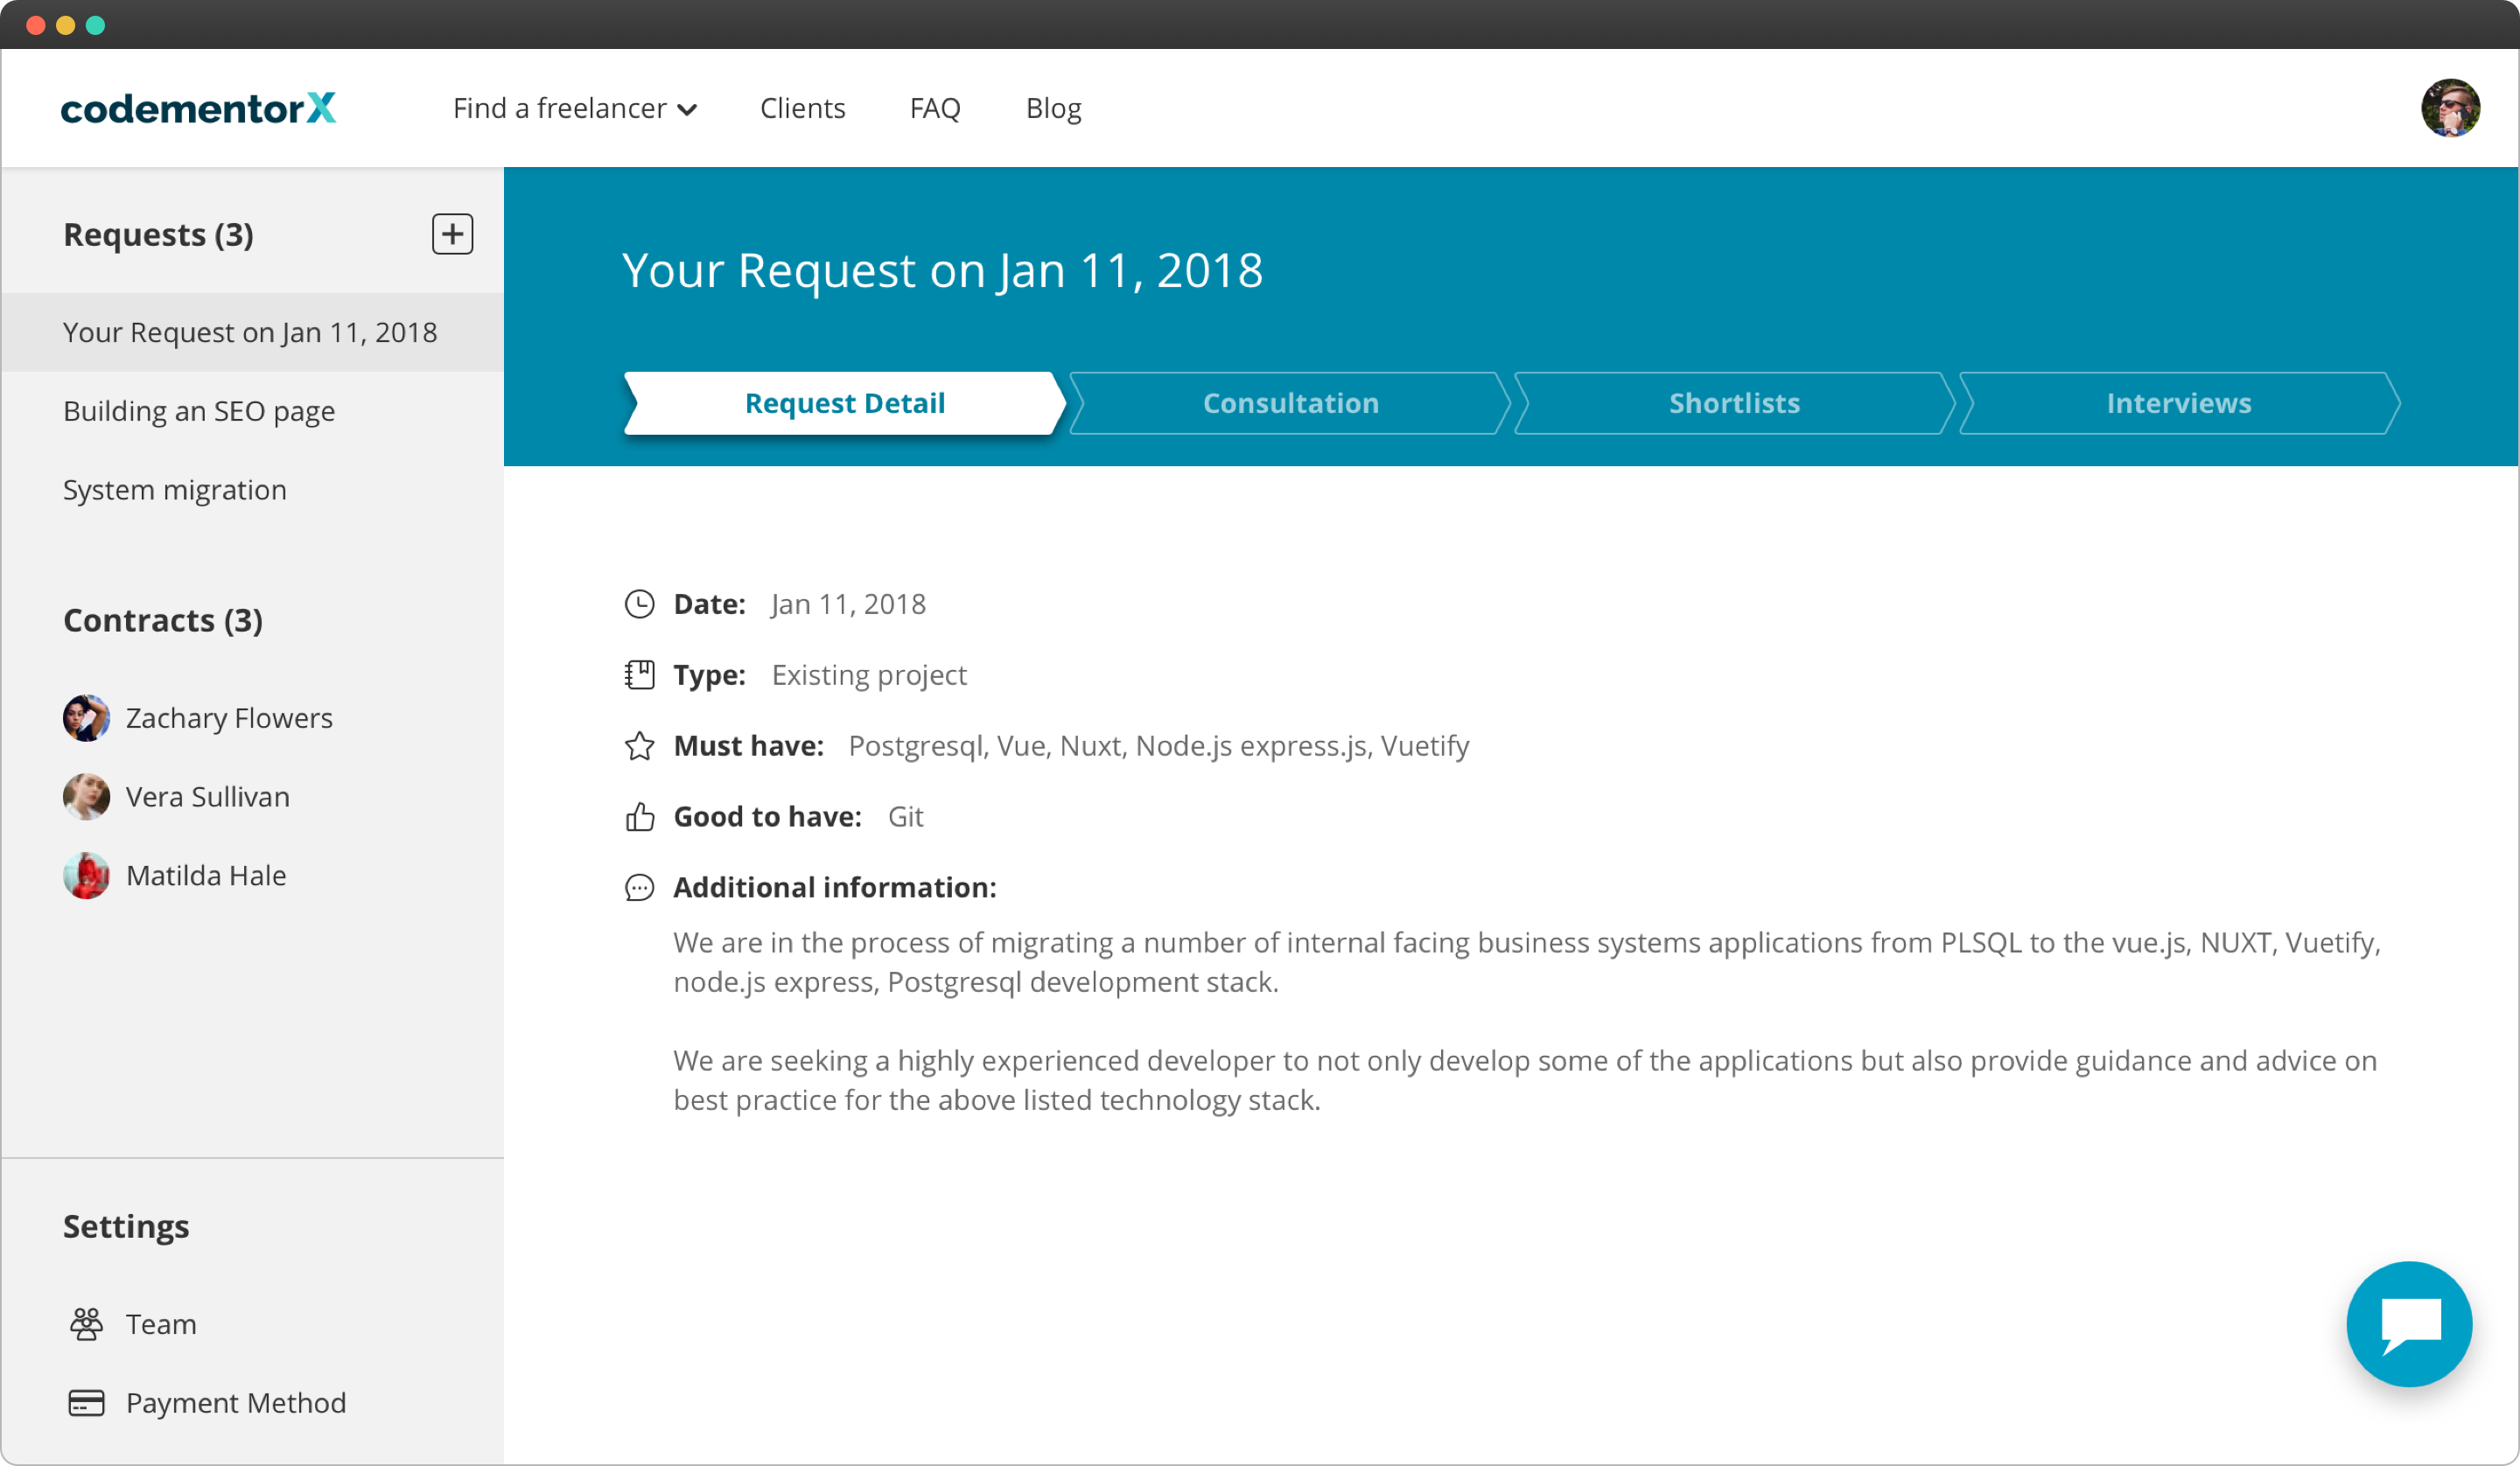 codementorX
Find a freelancer
Clients
FAQ
Blog
Requests (3)
Your Request on Jan 11, 2018
Building an SEO page
System migration
Contracts (3)
Zachary Flowers
Vera Sullivan
Matilda Hale
Settings
Team
Payment Method
Your Request on Jan 11, 2018
Request Detail
Consultation
Shortlists
Interviews
Date: Jan 11, 2018
Type: Existing project
Must have: Postgresql, Vue, Nuxt, Node.js express.js, Vuetify
Good to have: Git
Additional information:
We are in the process of migrating a number of internal facing business systems applications from PLSQL to the vue.js, NUXT, Vuetify,
node.js express, Postgresql development stack.
We are seeking a highly experienced developer to not only develop some of the applications but also provide guidance and advice on
best practice for the above listed technology stack.